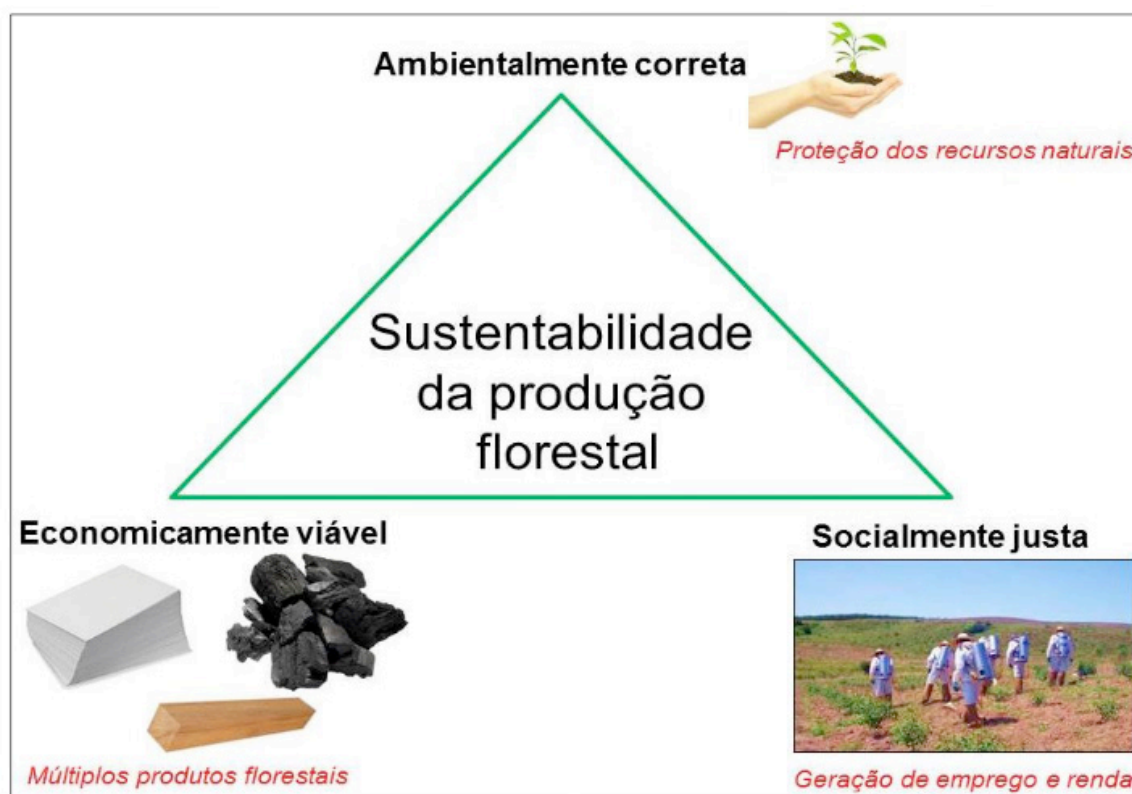 Ambientalmente correta
Proteção dos recursos naturais
Sustentabilidade
da produção
florestal
Economicamente viável
Múltiplos produtos florestais
Socialmente justa
Geração de emprego e renda